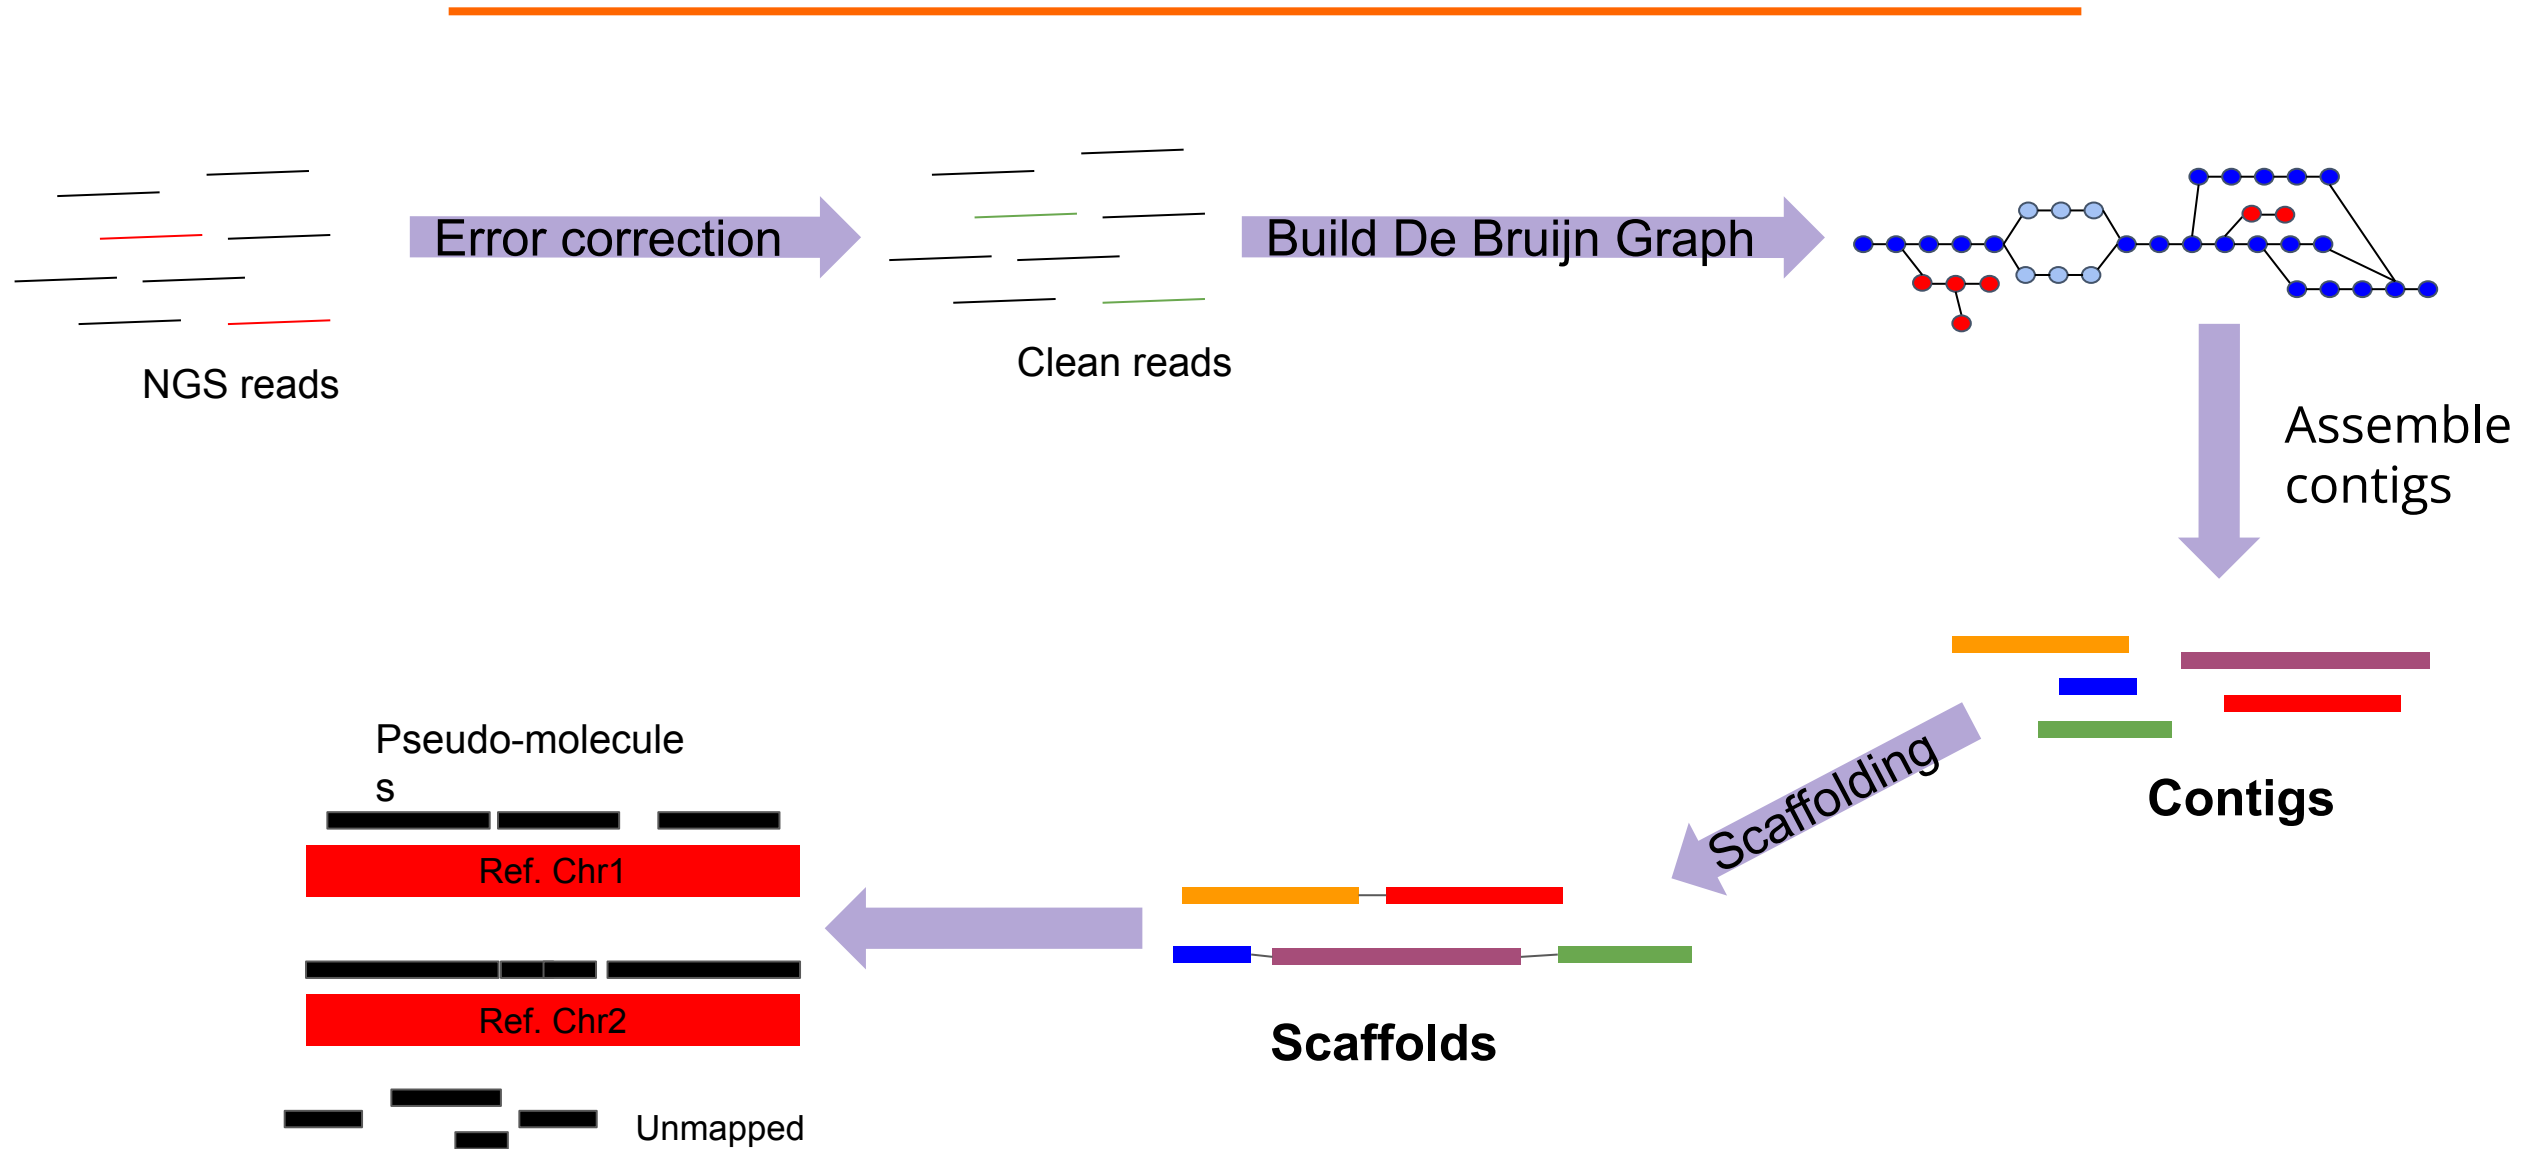 Error correction
Build De Bruijn Graph
NGS reads
Clean reads
Assemble
contigs
Contigs
Scaffolding
Scaffolds
Pseudo-molecule
s
Ref. Chr1
Ref. Chr2
Unmapped